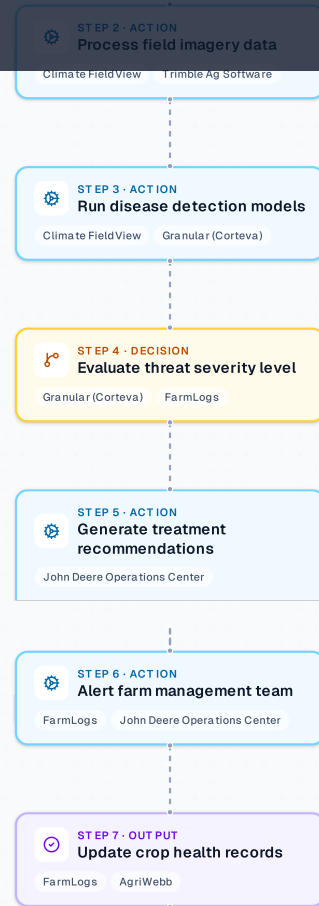 STEP 2 · ACTION
Process field imagery data
Climate FieldView Trimble Ag Software
STEP 3 · ACTION
Run disease detection models
Climate FieldView Granular (Corteva)
STEP 4 · DECISION
Evaluate threat severity level
Granular (Corteva) FarmLogs
STEP 5 · ACTION
Generate treatment
recommendations
John Deere Operations Center
STEP 6 · ACTION
Alert farm management team
FarmLogs John Deere Operations Center
STEP 7 · OUTPUT
Update crop health records
FarmLogs AgriWebb